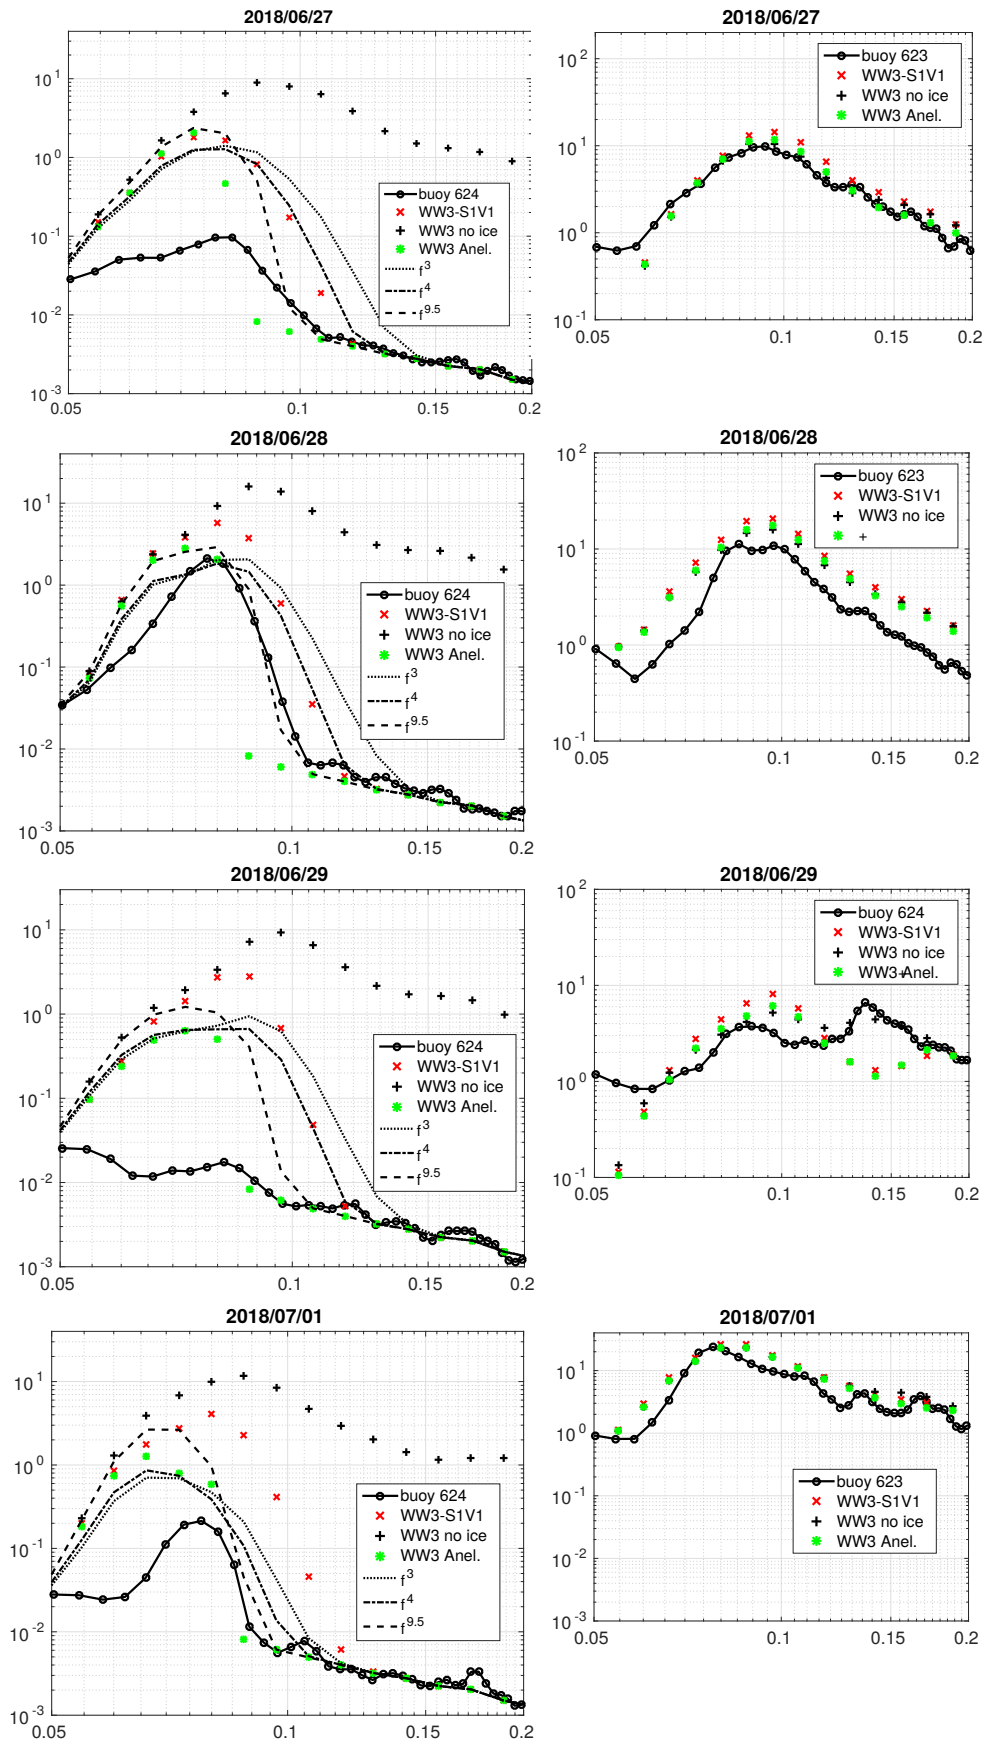 2018/06/27
10^1
10^0
10^-1
10^-2
10^-3
0.05
0.1
0.15
0.2
buoy 624
WW3-S1V1
WW3 no ice
WW3 Anel.
f^3
f^4
f^9.5
2018/06/27
10^2
10^1
10^0
10^-1
0.05
0.1
0.15
0.2
buoy 623
WW3-S1V1
WW3 no ice
WW3 Anel.
2018/06/28
10^1
10^0
10^-1
10^-2
10^-3
0.05
0.1
0.15
0.2
buoy 624
WW3-S1V1
WW3 no ice
WW3 Anel.
f^3
f^4
f^9.5
2018/06/28
10^2
10^1
10^0
10^-1
0.05
0.1
0.15
0.2
buoy 623
WW3-S1V1
WW3 no ice
+
2018/06/29
10^1
10^0
10^-1
10^-2
10^-3
0.05
0.1
0.15
0.2
buoy 624
WW3-S1V1
WW3 no ice
WW3 Anel.
f^3
f^4
f^9.5
2018/06/29
10^2
10^1
10^0
10^-1
0.05
0.1
0.15
0.2
buoy 624
WW3-S1V1
WW3 no ice
WW3 Anel.
2018/07/01
10^1
10^0
10^-1
10^-2
10^-3
0.05
0.1
0.15
0.2
buoy 624
WW3-S1V1
WW3 no ice
WW3 Anel.
f^3
f^4
f^9.5
2018/07/01
10^1
10^0
10^-1
10^-2
10^-3
0.05
0.1
0.15
0.2
buoy 623
WW3-S1V1
WW3 no ice
WW3 Anel.